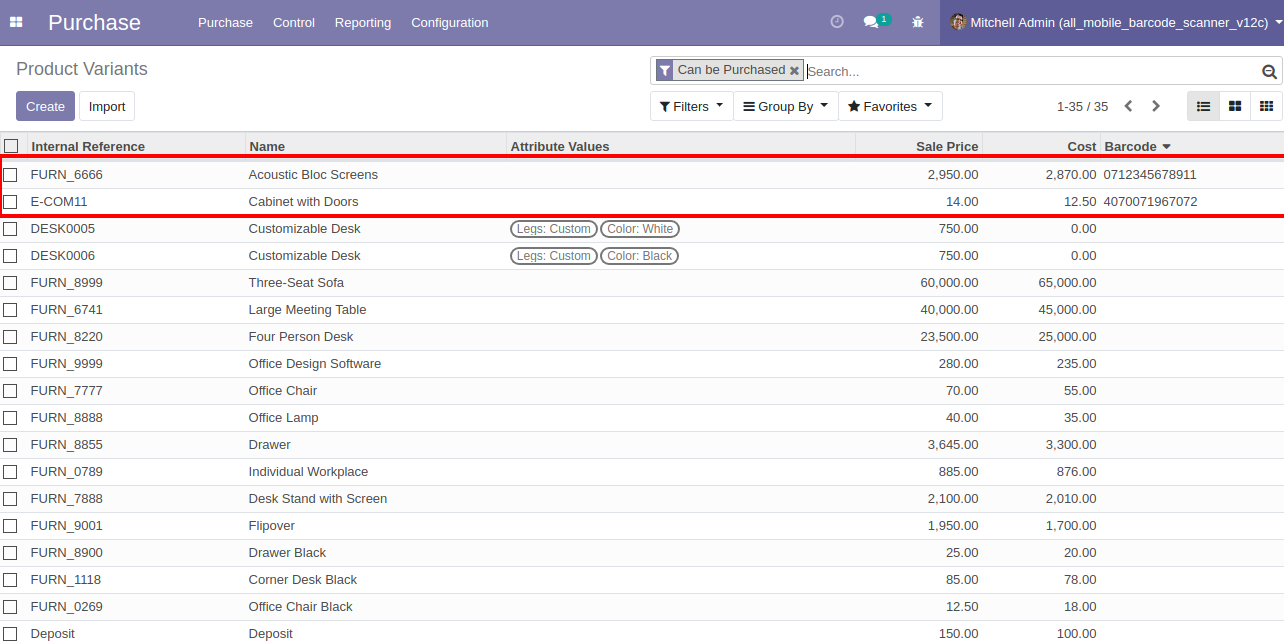 Purchase Purchase Control Reporting Configuration 1 Mitchell Admin (all_mobile_barcode_scanner_v12c)
Product Variants Can be Purchased Search...
Create Import Filters Group By Favorites 1-35 / 35
Internal Reference Name Attribute Values Sale Price Cost Barcode
FURN_6666 Acoustic Bloc Screens 2,950.00 2,870.00 0712345678911
E-COM11 Cabinet with Doors 14.00 12.50 4070071967072
DESK0005 Customizable Desk Legs: Custom Color: White 750.00 0.00
DESK0006 Customizable Desk Legs: Custom Color: Black 750.00 0.00
FURN_8999 Three-Seat Sofa 60,000.00 65,000.00
FURN_6741 Large Meeting Table 40,000.00 45,000.00
FURN_8220 Four Person Desk 23,500.00 25,000.00
FURN_9999 Office Design Software 280.00 235.00
FURN_7777 Office Chair 70.00 55.00
FURN_8888 Office Lamp 40.00 35.00
FURN_8855 Drawer 3,645.00 3,300.00
FURN_0789 Individual Workplace 885.00 876.00
FURN_7888 Desk Stand with Screen 2,100.00 2,010.00
FURN_9001 Flipover 1,950.00 1,700.00
FURN_8900 Drawer Black 25.00 20.00
FURN_1118 Corner Desk Black 85.00 78.00
FURN_0269 Office Chair Black 12.50 18.00
Deposit Deposit 150.00 100.00